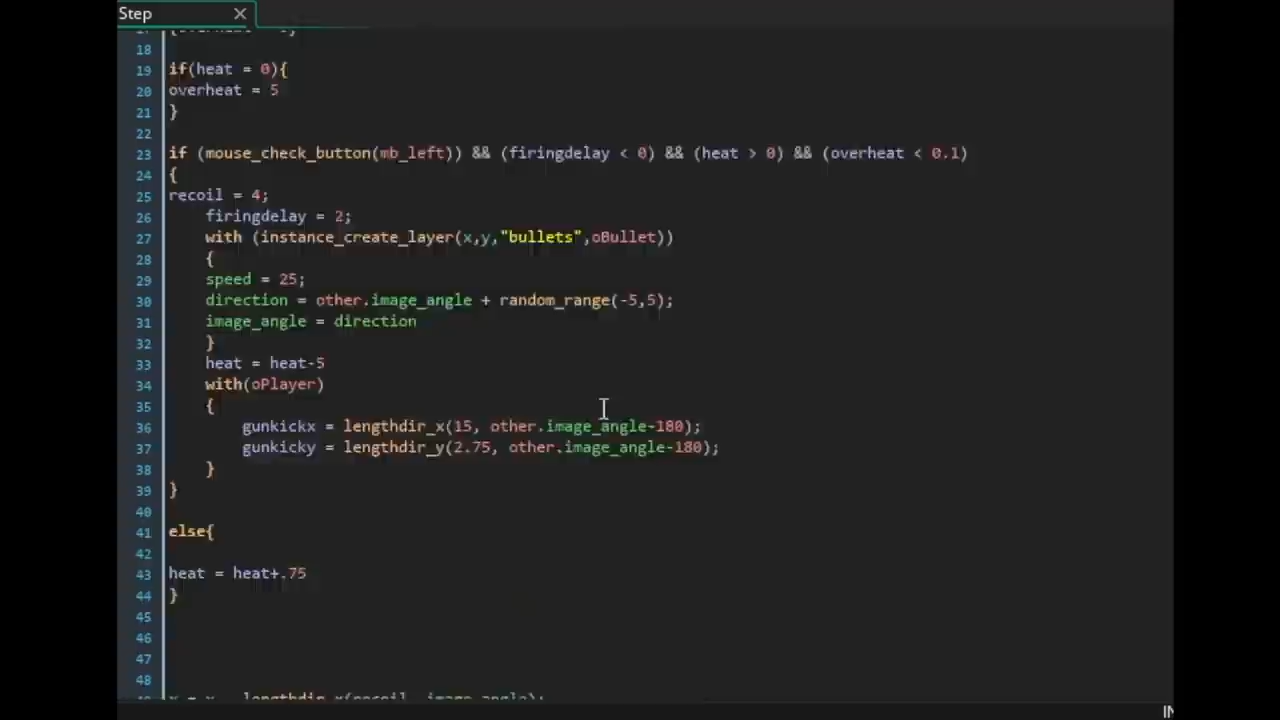 Step
18
19 if(heat = 0){
20 overheat = 5
21 }
22
23 if (mouse_check_button(mb_left)) && (firingdelay < 0) && (heat > 0) && (overheat < 0.1)
24 {
25 recoil = 4;
26 firingdelay = 2;
27 with (instance_create_layer(x,y,"bullets",oBullet))
28 {
29 speed = 25;
30 direction = other.image_angle + random_range(-5,5);
31 image_angle = direction
32 }
33 heat = heat-5
34 with(oPlayer)
35 {
36 gunkickx = lengthdir_x(15, other.image_angle-180);
37 gunkicky = lengthdir_y(2.75, other.image_angle-180);
38 }
39 }
40
41 else{
42
43 heat = heat+.75
44 }
45
46
47
48
lengthdir_x(recoil, image_angle);